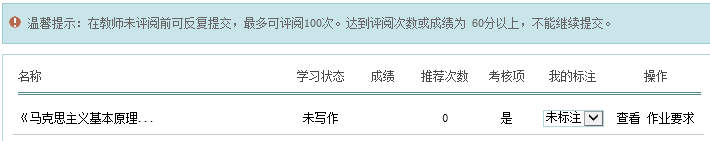 温馨提示：在教师未评阅前可反复提交，最多可评阅100次。达到评阅次数或成绩为 60分以上，不能继续提交。
名称 学习状态 成绩 推荐次数 考核项 我的标注 操作
《马克思主义基本原理... 未写作 0 是 未标注 查看 作业要求